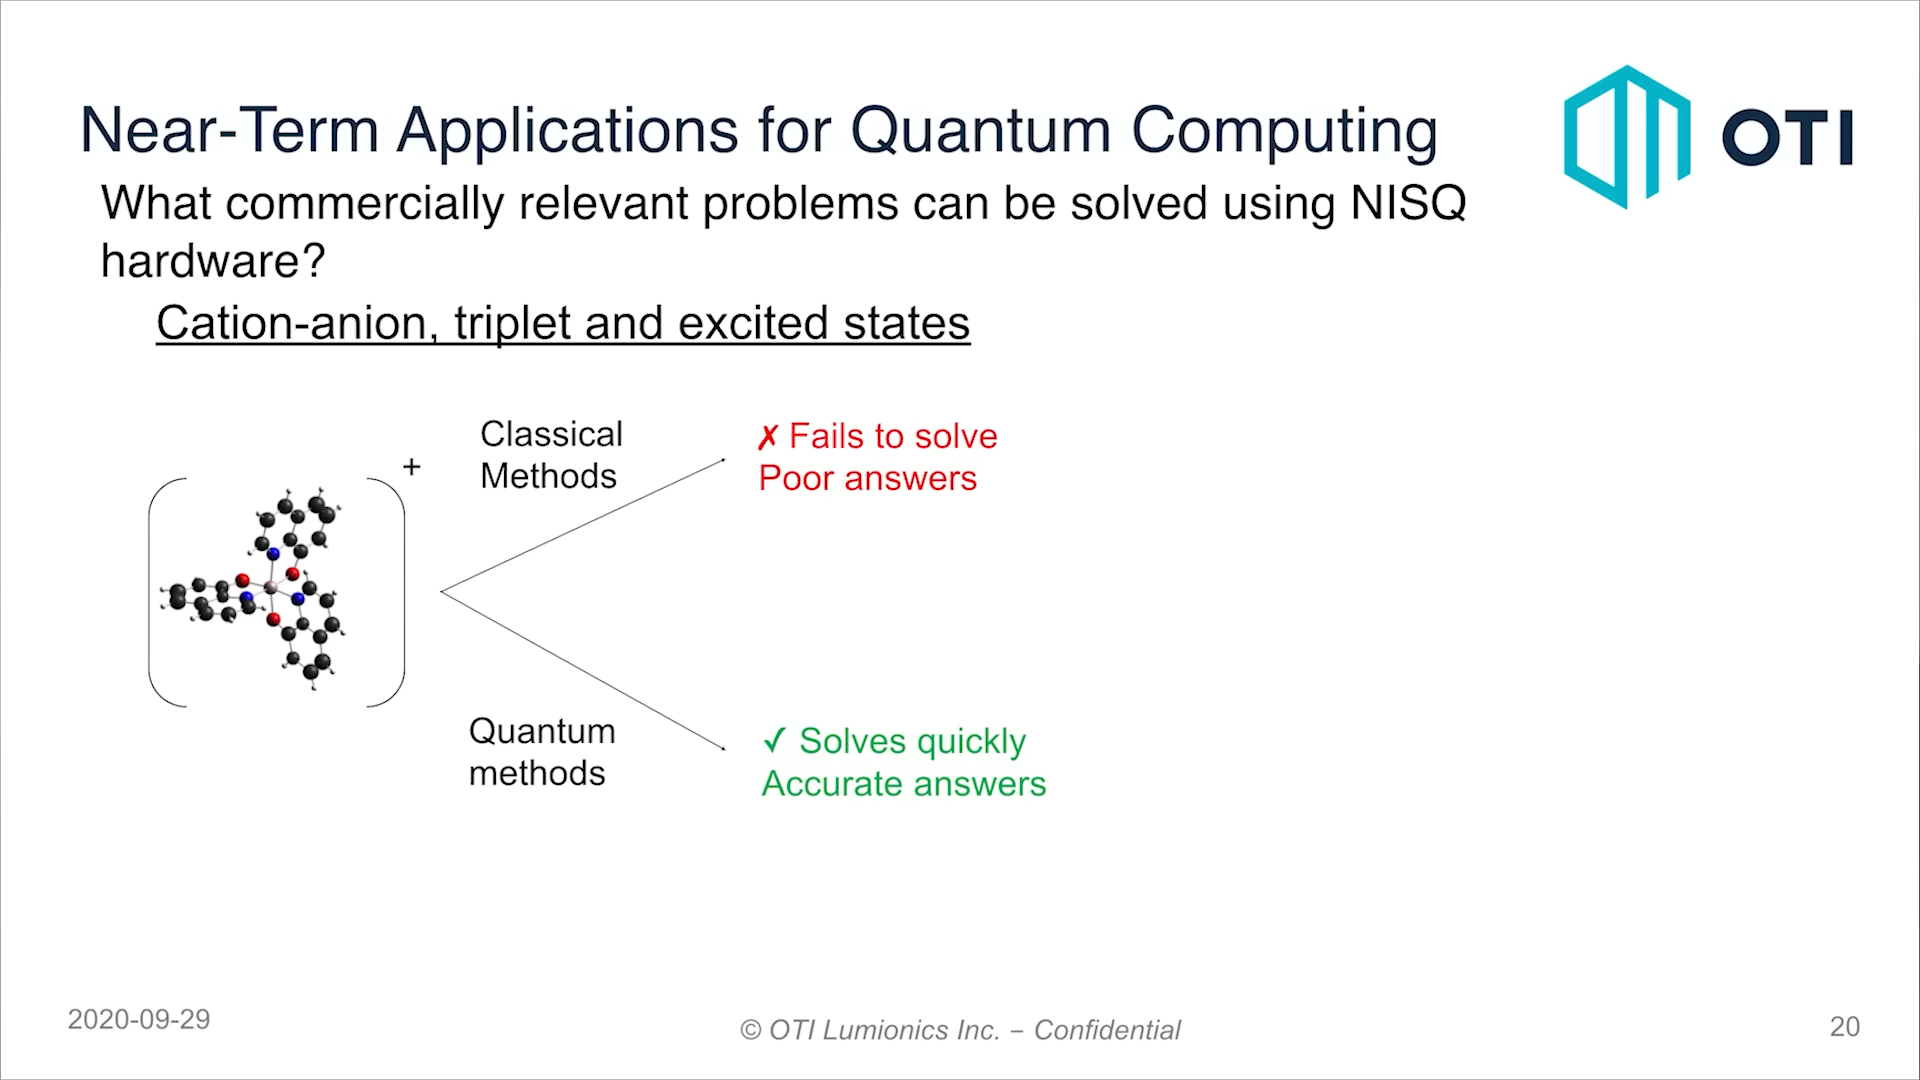 Near-Term Applications for Quantum Computing
OTI
What commercially relevant problems can be solved using NISQ
hardware?
Cation-anion, triplet and excited states
Classical
Methods
✗ Fails to solve
Poor answers
+
Quantum
methods
✓ Solves quickly
Accurate answers
2020-09-29
© OTI Lumionics Inc. – Confidential
20